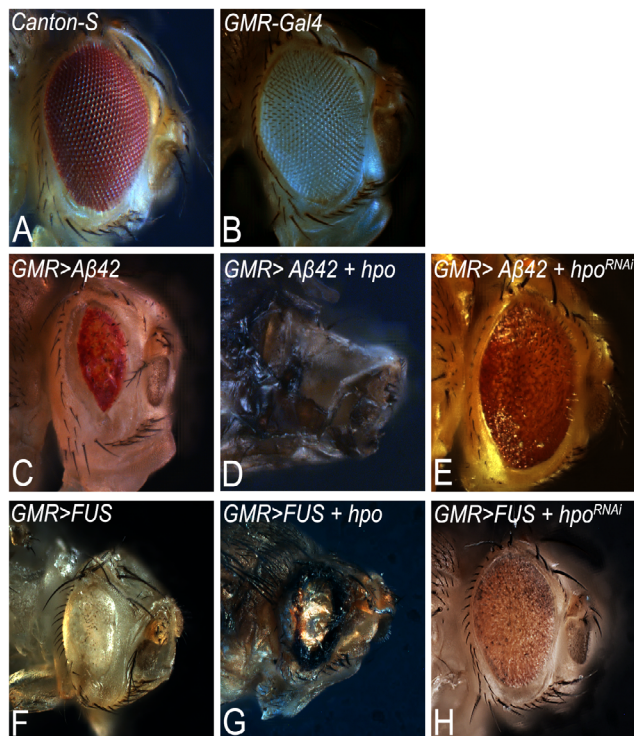 Canton-S
GMR-Gal4
A
B
GMR>Aβ42
GMR> Aβ42 + hpo
GMR> Aβ42 + hpoRNAi
C
D
E
GMR>FUS
GMR>FUS + hpo
GMR>FUS + hpoRNAi
F
G
H